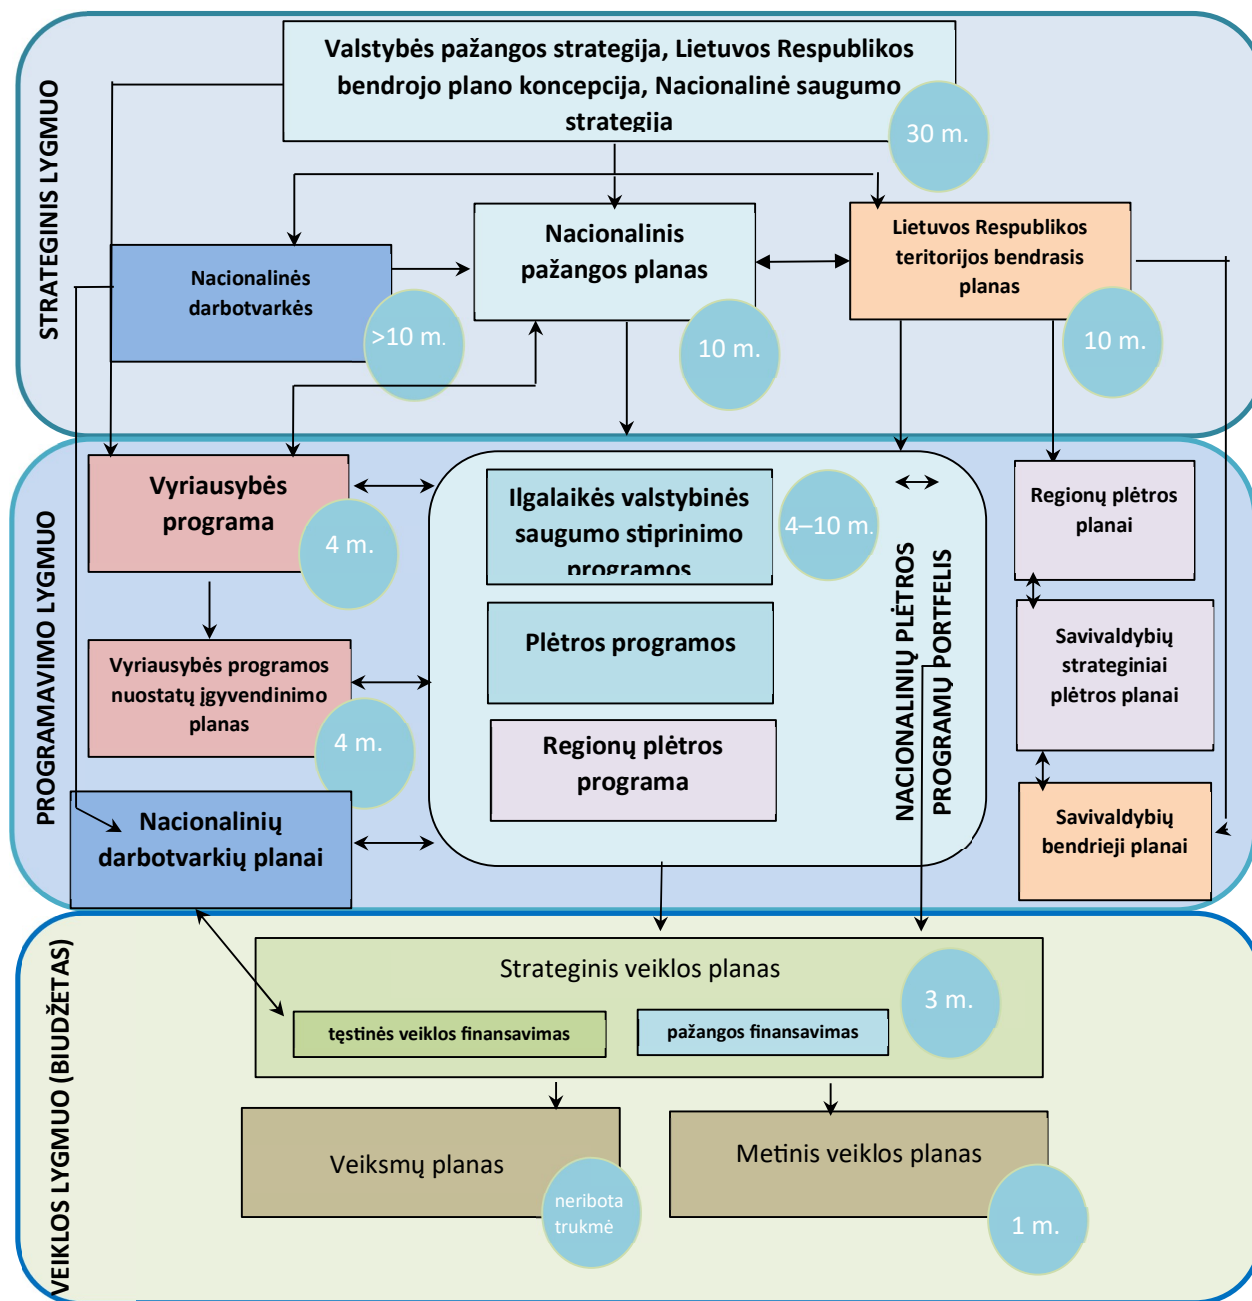 STRATEGINIS LYGMUO
Valstybės pažangos strategija, Lietuvos Respublikos
bendrojo plano koncepcija, Nacionalinė saugumo
strategija
30 m.
Nacionalinės
darbotvarkės
>10 m.
Nacionalinis
pažangos planas
10 m.
Lietuvos Respublikos
teritorijos bendrasis
planas
10 m.
PROGRAMAVIMO LYGMUO
Vyriausybės
programa
4 m.
Vyriausybės programos
nuostatų įgyvendinimo
planas
4 m.
Nacionalinių
darbotvarkių planai
Ilgalaikės valstybinės
saugumo stiprinimo
programos
4–10 m.
Plėtros programos
Regionų plėtros
programa
NACIONALINIŲ PLĖTROS
PROGRAMŲ PORTFELIS
Regionų plėtros
planai
Savivaldybių
strateginiai
plėtros planai
Savivaldybių
bendrieji planai
VEIKLOS LYGMUO (BIUDŽETAS)
Strateginis veiklos planas
3 m.
tęstinės veiklos finansavimas
pažangos finansavimas
Veiksmų planas
neribota
trukmė
Metinis veiklos planas
1 m.